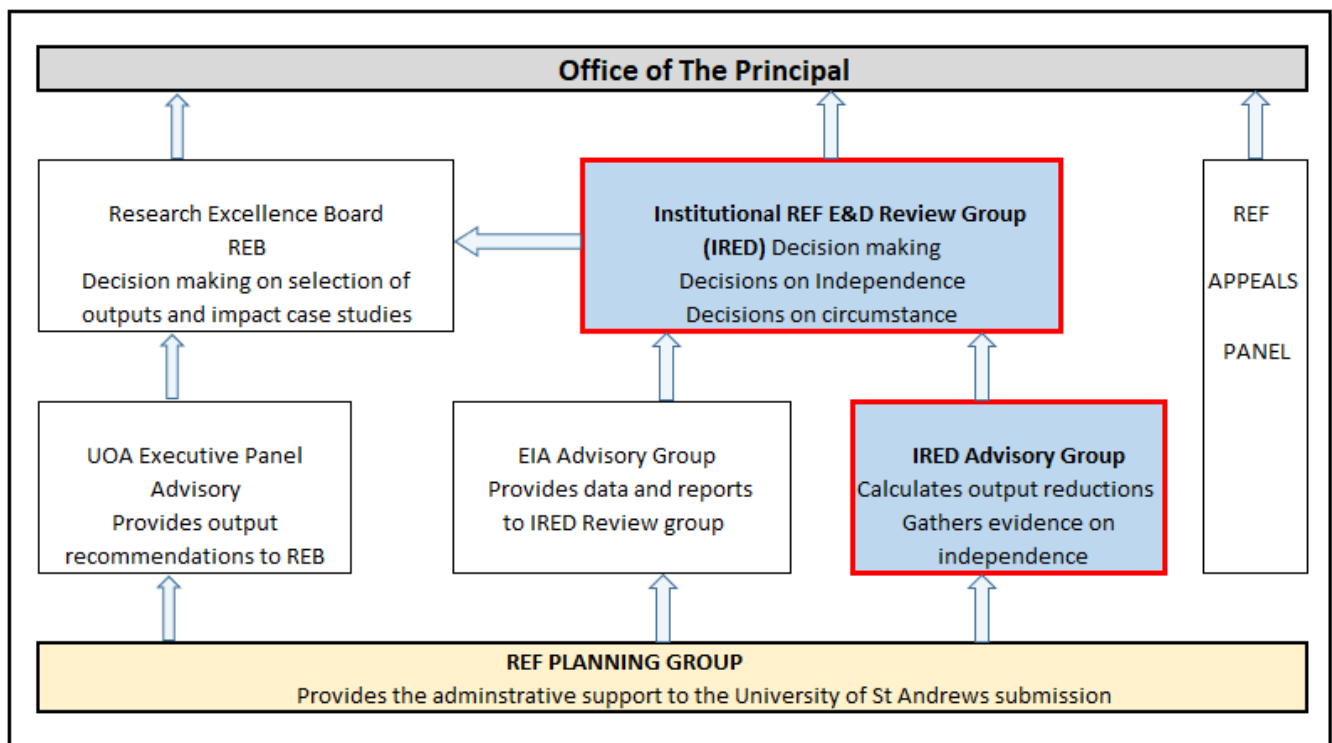 Office of The Principal
Research Excellence Board
REB
Decision making on selection of
outputs and impact case studies
Institutional REF E&D Review Group
(IRED) Decision making
Decisions on Independence
Decisions on circumstance
REF
APPEALS
PANEL
UOA Executive Panel
Advisory
Provides output
recommendations to REB
EIA Advisory Group
Provides data and reports
to IRED Review group
IRED Advisory Group
Calculates output reductions
Gathers evidence on
independence
REF PLANNING GROUP
Provides the adminstrative support to the University of St Andrews submission